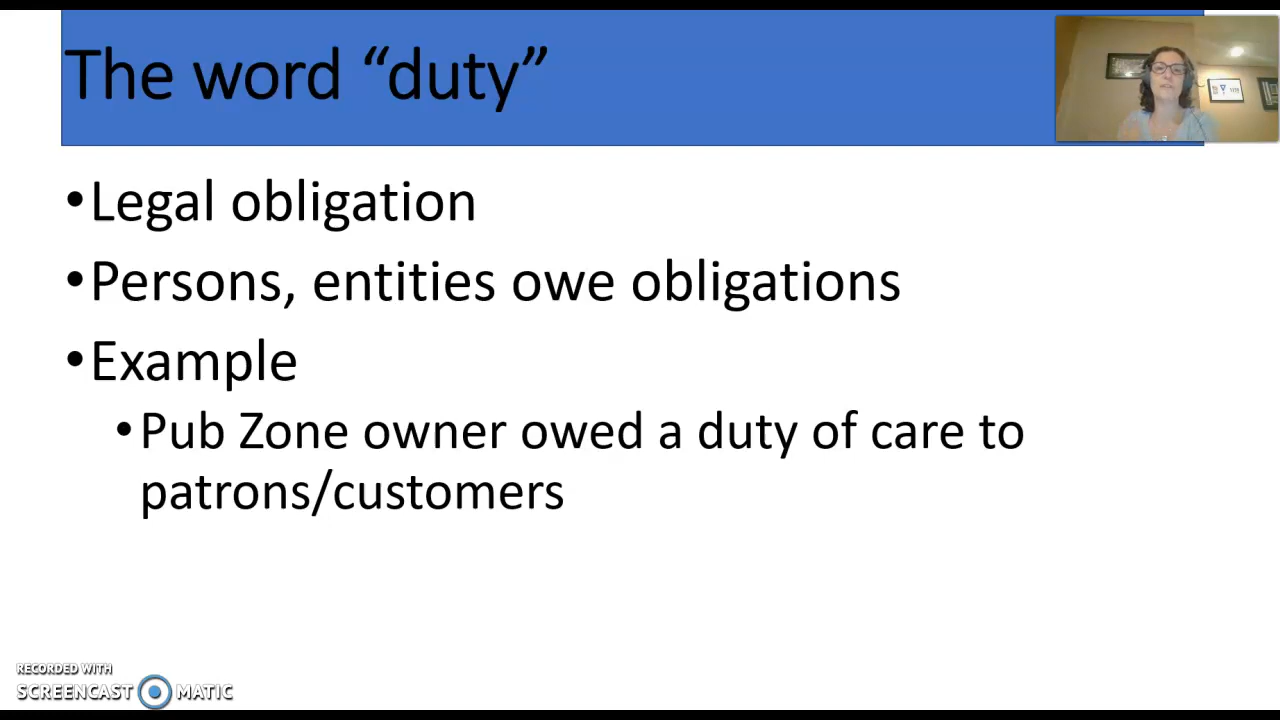 The word “duty”
•Legal obligation
•Persons, entities owe obligations
•Example
•Pub Zone owner owed a duty of care to
patrons/customers
RECORDED WITH
SCREENCAST MATIC